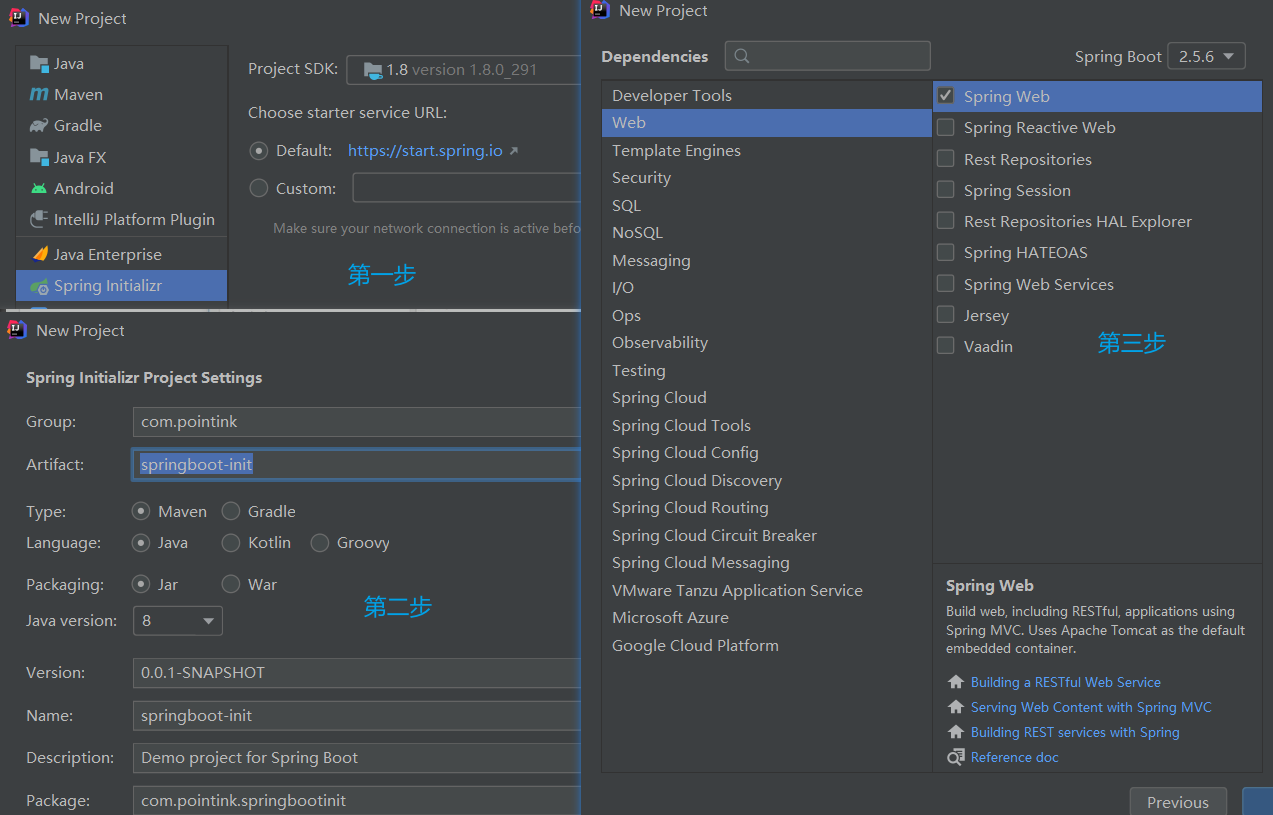 New Project
Java
Maven
Gradle
Java FX
Android
IntelliJ Platform Plugin
Java Enterprise
Spring Initializr
Project SDK: 1.8 version 1.8.0_291
Choose starter service URL:
Default: https://start.spring.io
Custom:
Make sure your network connection is active befo
第一步
New Project
Spring Initializr Project Settings
Group: com.pointink
Artifact: springboot-init
Type: Maven Gradle
Language: Java Kotlin Groovy
Packaging: Jar War
Java version: 8
第二步
Version: 0.0.1-SNAPSHOT
Name: springboot-init
Description: Demo project for Spring Boot
Package: com.pointink.springbootinit
New Project
Dependencies
Spring Boot 2.5.6
Developer Tools
Web
Template Engines
Security
SQL
NoSQL
Messaging
I/O
Ops
Observability
Testing
Spring Cloud
Spring Cloud Tools
Spring Cloud Config
Spring Cloud Discovery
Spring Cloud Routing
Spring Cloud Circuit Breaker
Spring Cloud Messaging
VMware Tanzu Application Service
Microsoft Azure
Google Cloud Platform
Spring Web
Spring Reactive Web
Rest Repositories
Spring Session
Rest Repositories HAL Explorer
Spring HATEOAS
Spring Web Services
Jersey
Vaadin
第三步
Spring Web
Build web, including RESTful, applications using
Spring MVC. Uses Apache Tomcat as the default
embedded container.
Building a RESTful Web Service
Serving Web Content with Spring MVC
Building REST services with Spring
Reference doc
Previous